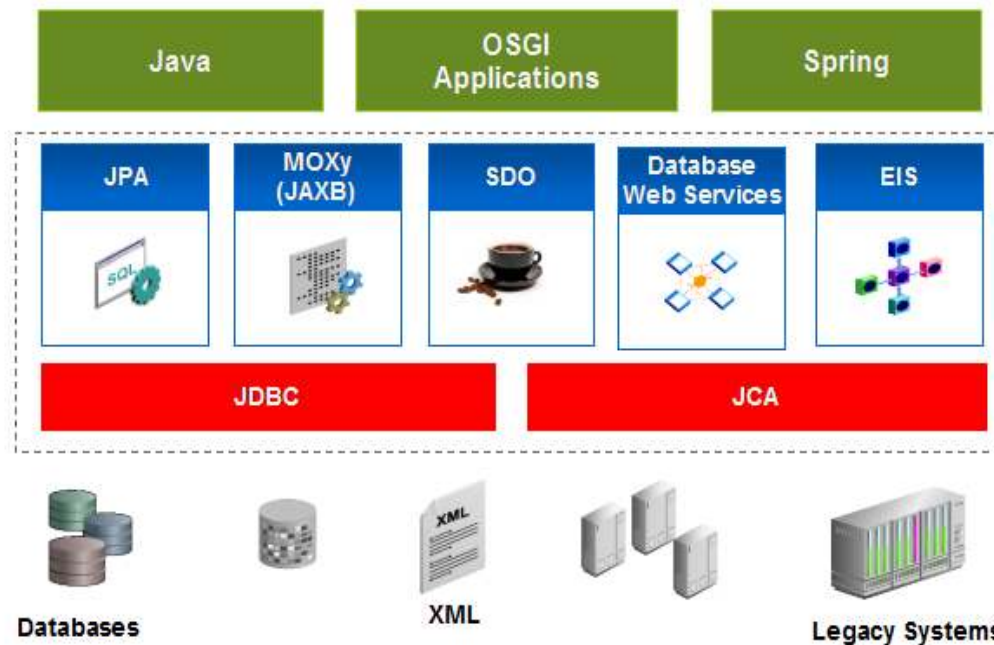 Java
OSGI
Applications
Spring
JPA
MOXy
(JAXB)
SDO
Database
Web Services
EIS
SQL
JDBC
JCA
XML
Databases
XML
Legacy Systems